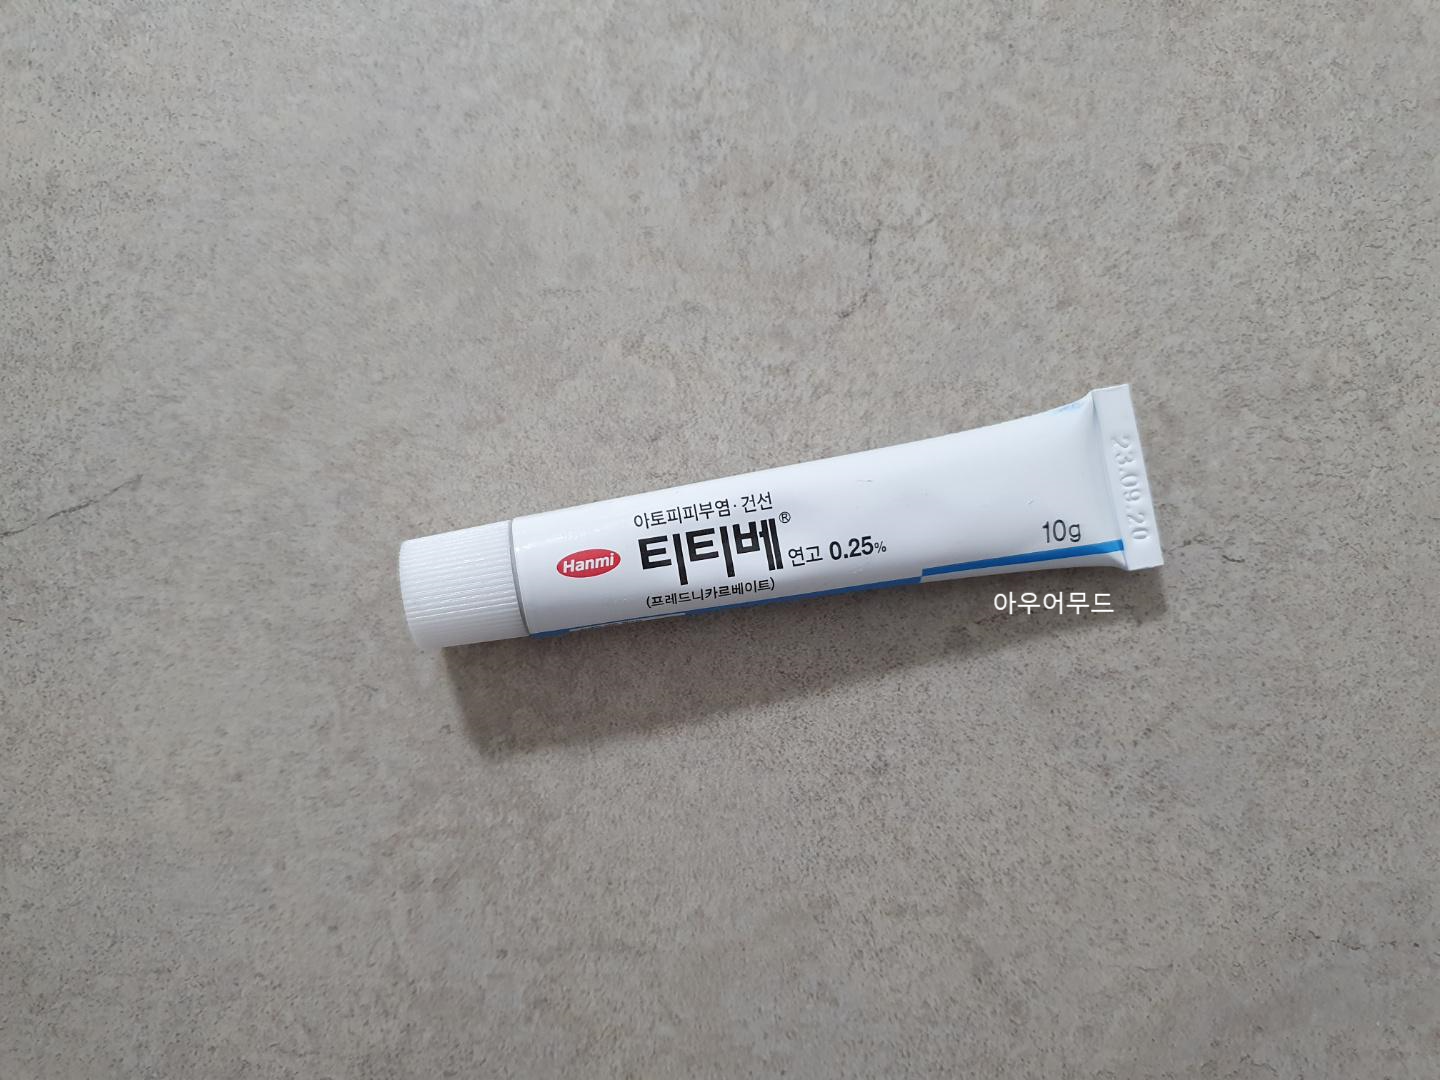 아토피피부염·건선
Hanmi
티티베® 연고 0.25%
(프레드니카르베이트)
10g
23.09.20
아우어무드